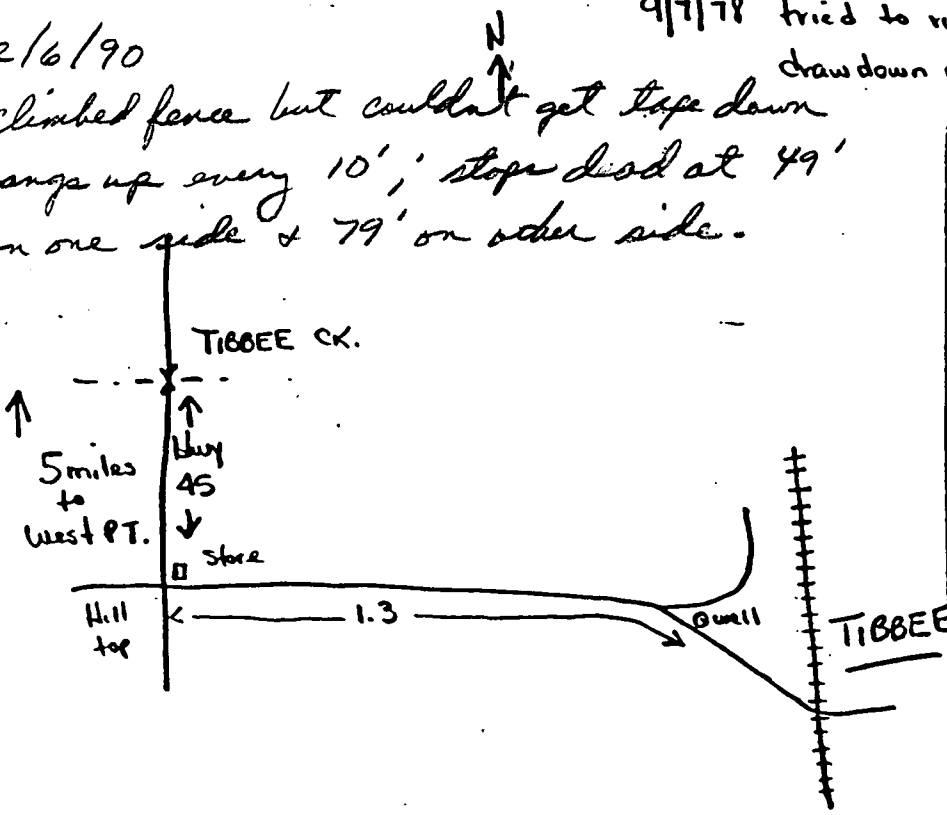 9/7/78 tried to
drawdown
2/6/90
N
climbed fence but couldn't get tape down
angs up every 10'; stops dead at 49'
n one side & 79' on other side.
TIBBEE CK.
Hwy
45
5 miles
to
West PT.
Store
Hill
top
1.3
well
TIBBEE